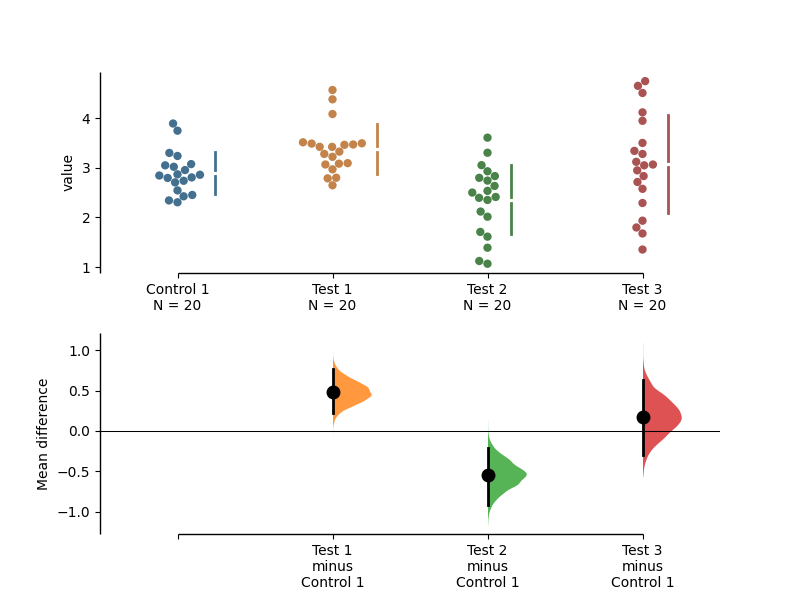 value
4
3
2
1
Control 1
N = 20
Test 1
N = 20
Test 2
N = 20
Test 3
N = 20
Mean difference
1.0
0.5
0.0
−0.5
−1.0
Test 1
minus
Control 1
Test 2
minus
Control 1
Test 3
minus
Control 1